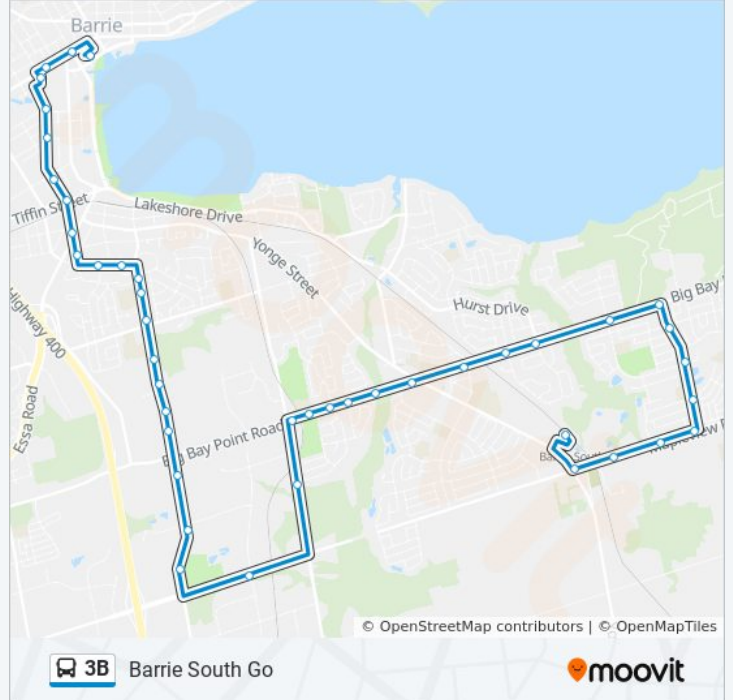 Barrie
Tiffin Street
Lakeshore Drive
Yonge Street
Highway 400
Hurst Drive
Big Bay
Essa Road
Big Bay Point Road
Barrie South
Mapleview
© OpenStreetMap contributors | © OpenMapTiles
3B Barrie South Go
moovit